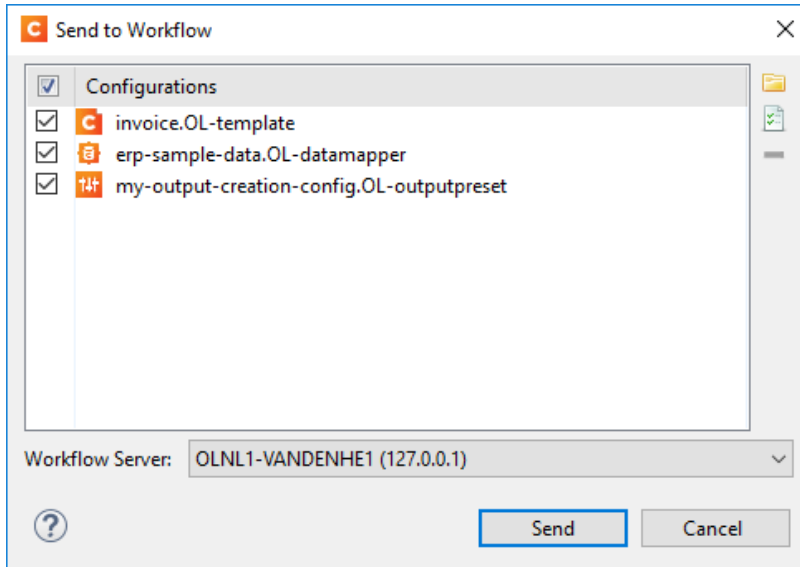 Send to Workflow
Configurations
invoice.OL-template
erp-sample-data.OL-datamapper
my-output-creation-config.OL-outputpreset
Workflow Server: OLNL1-VANDENHE1 (127.0.0.1)
Send Cancel